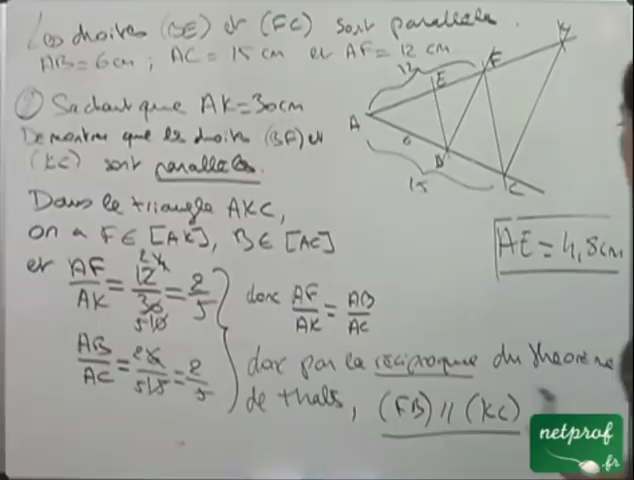 Les droites (BE) et (FC) sont parallèles.
AB = 6 cm ; AC = 15 cm et AF = 12 cm
② Sachant que AK = 30 cm
Démontrer que les droites (BF) et
(KC) sont parallèles.
Dans le triangle AKC,
on a F ∈ [AK], B ∈ [AC]
et AF/AK = 12/30 = 2/5
AB/AC = 6/15 = 2/5
donc AF/AK = AB/AC
donc par la réciproque du théorème
de thalès, (FB) // (KC)
A
E
F
K
B
C
12
6
15
AE = 4,8 cm
netprof
.fr